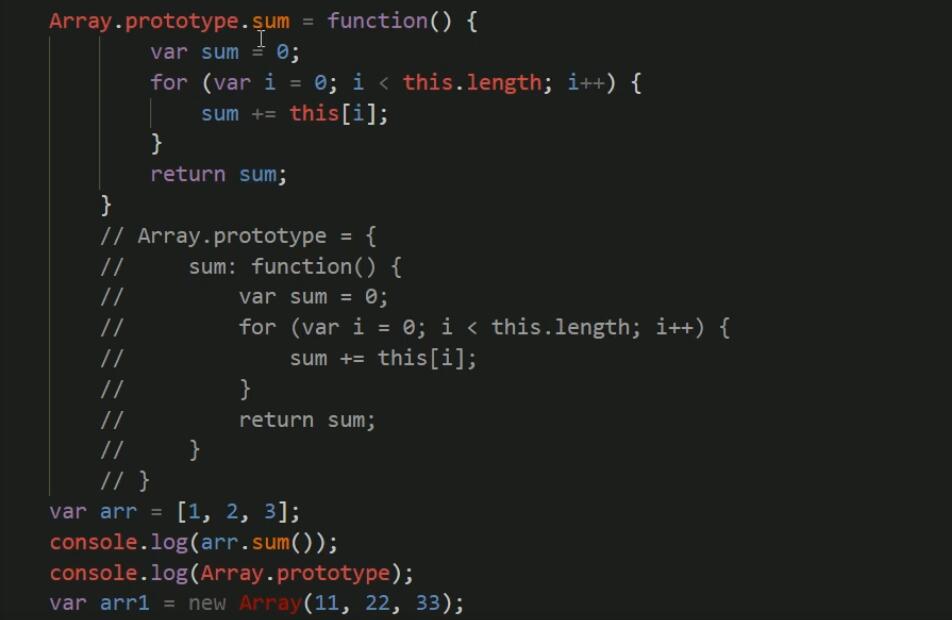 Array.prototype.sum = function() {
var sum = 0;
for (var i = 0; i < this.length; i++) {
sum += this[i];
}
return sum;
}
// Array.prototype = {
// sum: function() {
// var sum = 0;
// for (var i = 0; i < this.length; i++) {
// sum += this[i];
// }
// return sum;
// }
// }
var arr = [1, 2, 3];
console.log(arr.sum());
console.log(Array.prototype);
var arr1 = new Array(11, 22, 33);